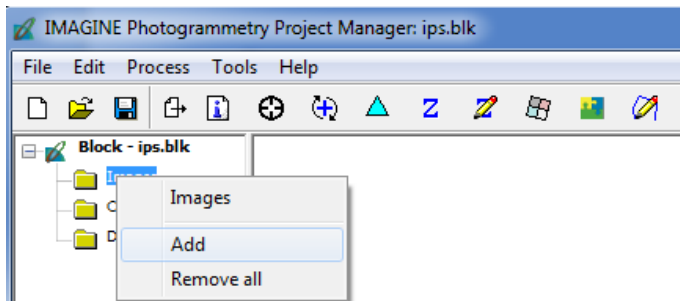 IMAGINE Photogrammetry Project Manager: ips.blk
File Edit Process Tools Help
Z Z
Block - ips.blk
Images
Add
Remove all